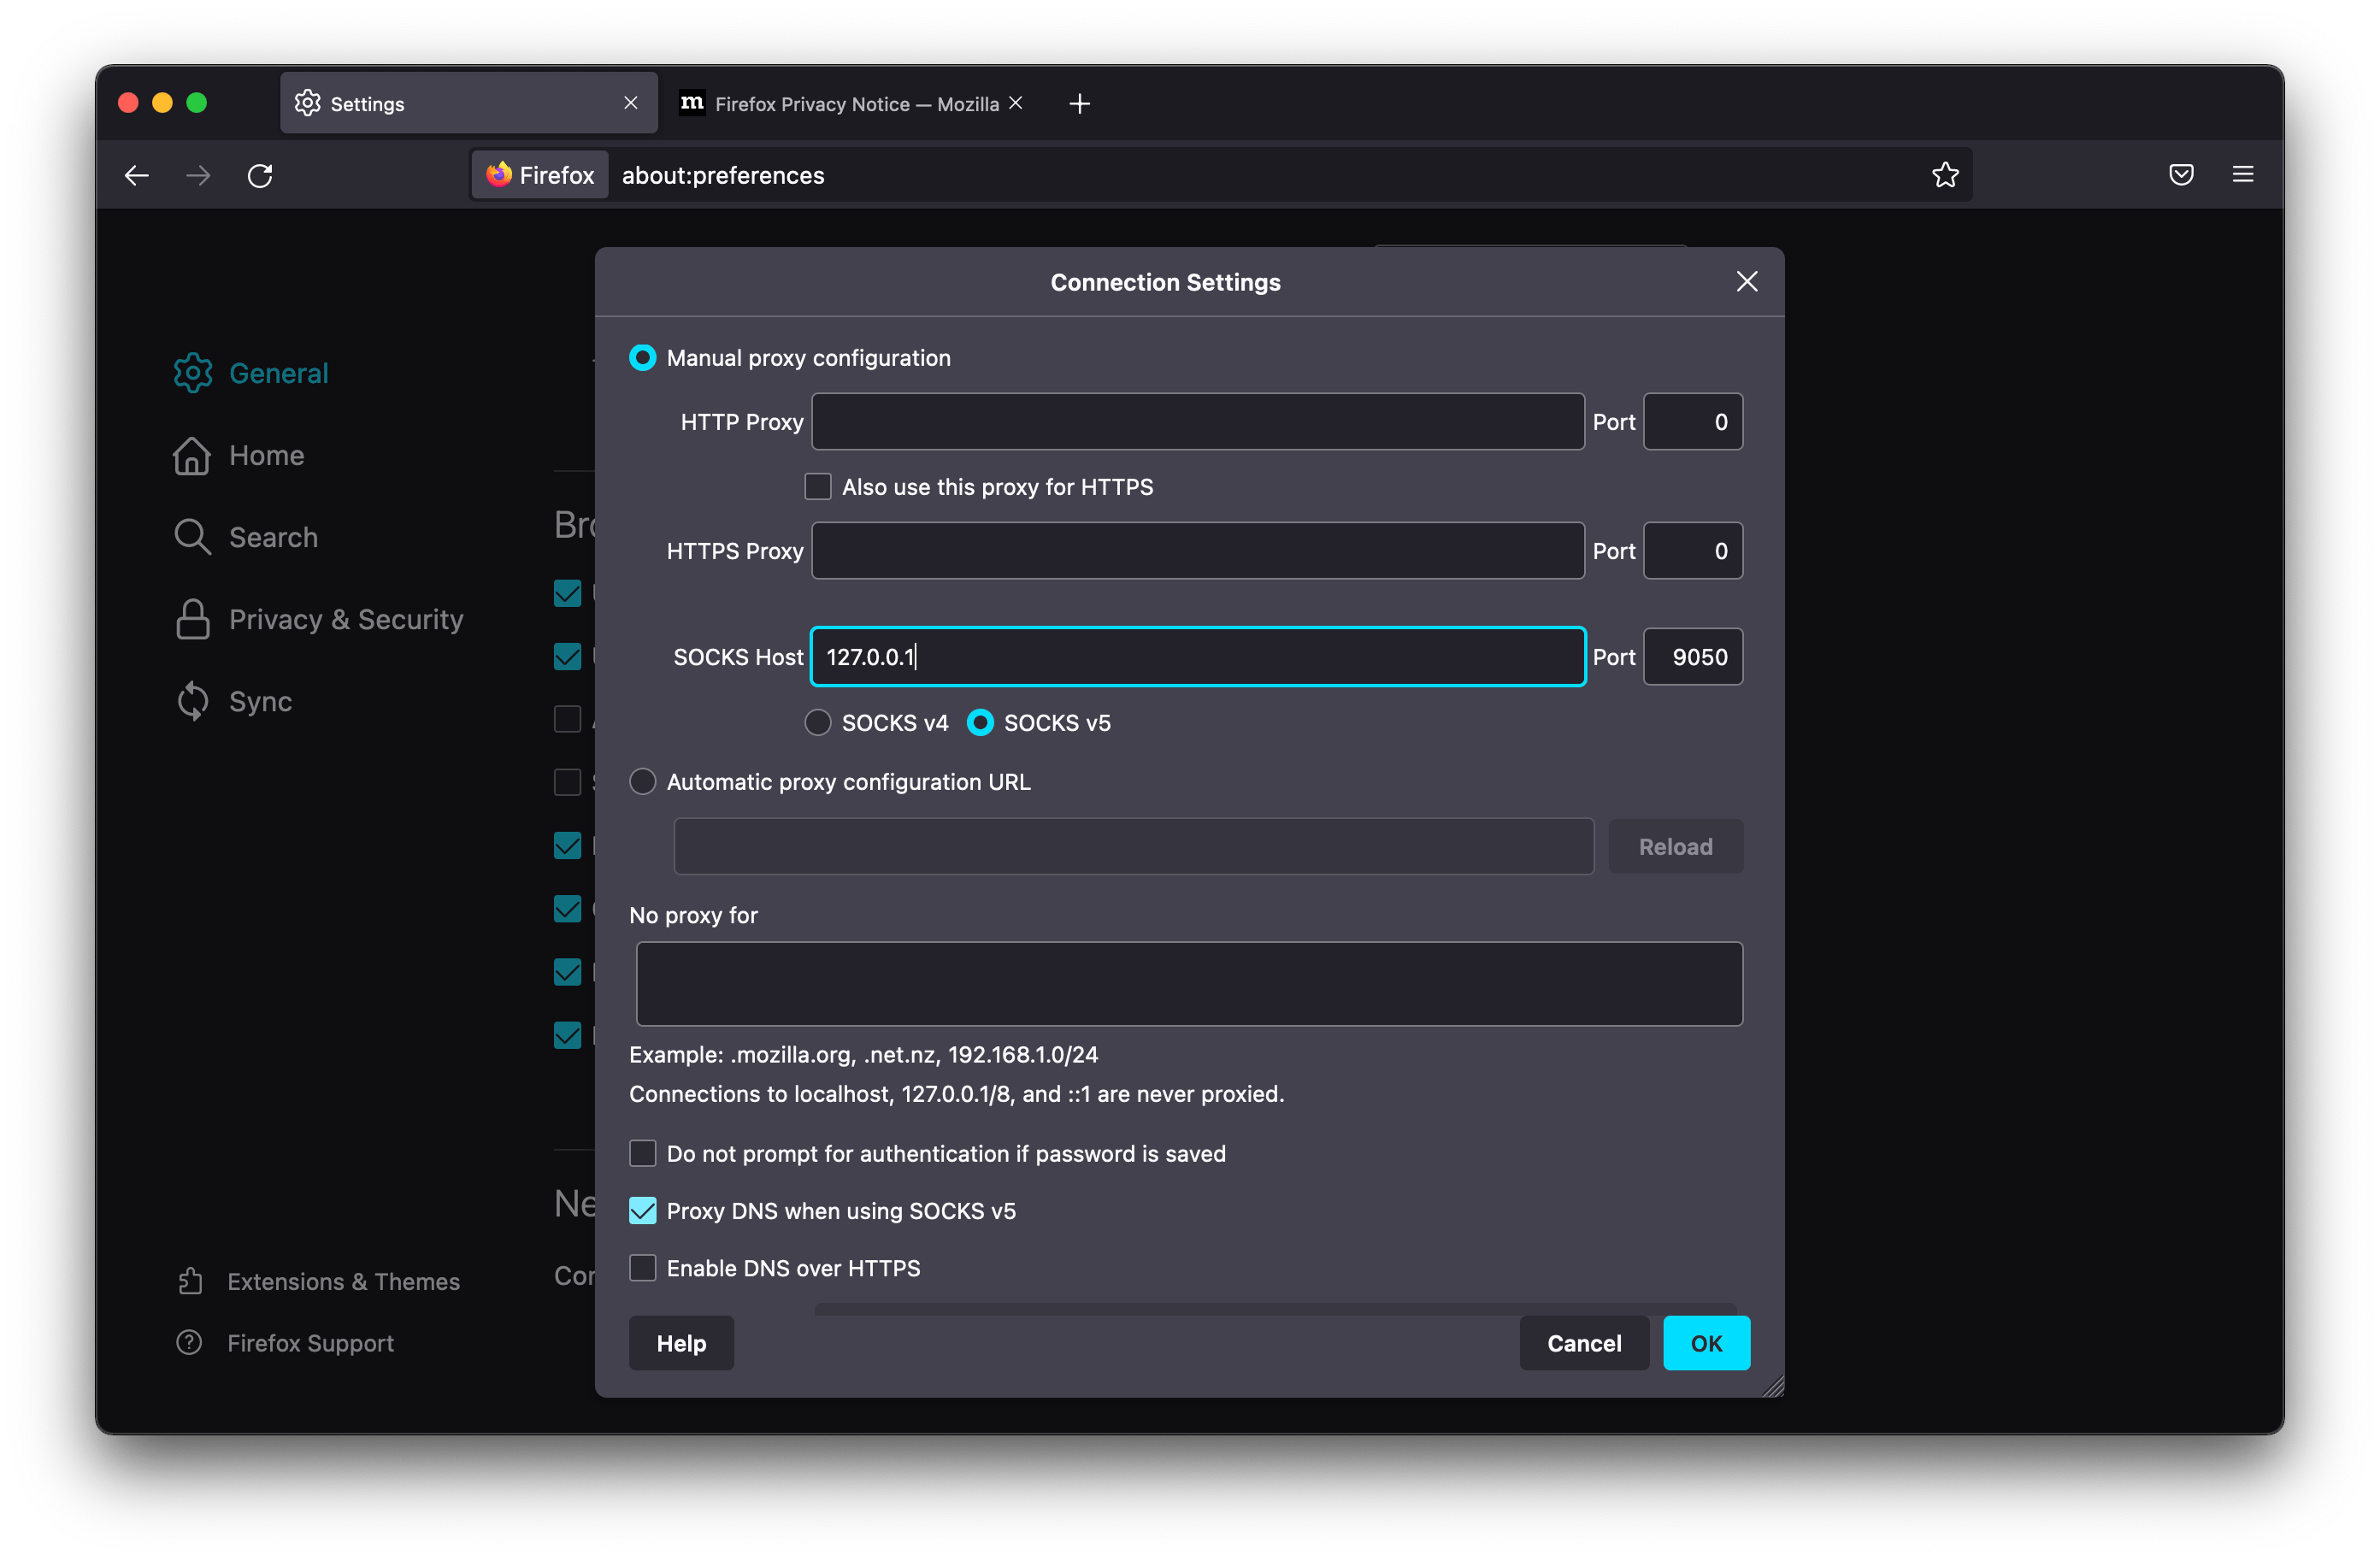 Settings
m Firefox Privacy Notice — Mozilla
Firefox about:preferences
Connection Settings
General
Home
Search
Privacy & Security
Sync
Extensions & Themes
Firefox Support
Manual proxy configuration
HTTP Proxy Port 0
Also use this proxy for HTTPS
HTTPS Proxy Port 0
SOCKS Host 127.0.0.1 Port 9050
SOCKS v4 SOCKS v5
Automatic proxy configuration URL
Reload
No proxy for
Example: .mozilla.org, .net.nz, 192.168.1.0/24
Connections to localhost, 127.0.0.1/8, and ::1 are never proxied.
Do not prompt for authentication if password is saved
Proxy DNS when using SOCKS v5
Enable DNS over HTTPS
Help Cancel OK